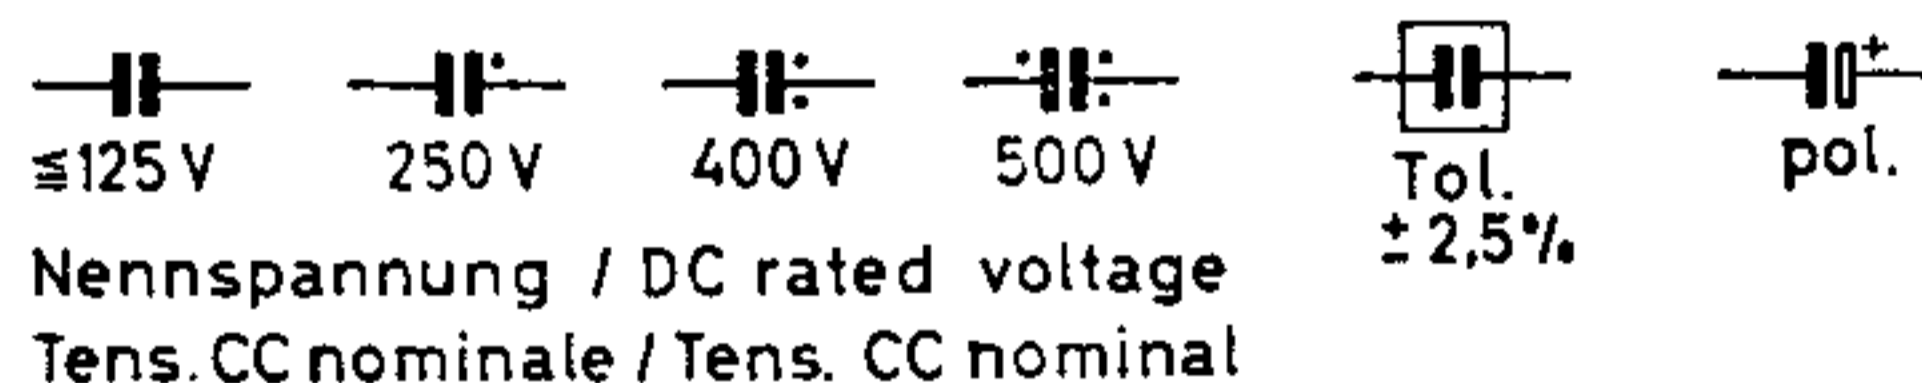 +
≦125 V 250 V 400 V 500 V Tol. pol.
± 2,5 %
Nennspannung / DC rated voltage
Tens. CC nominale / Tens. CC nominal